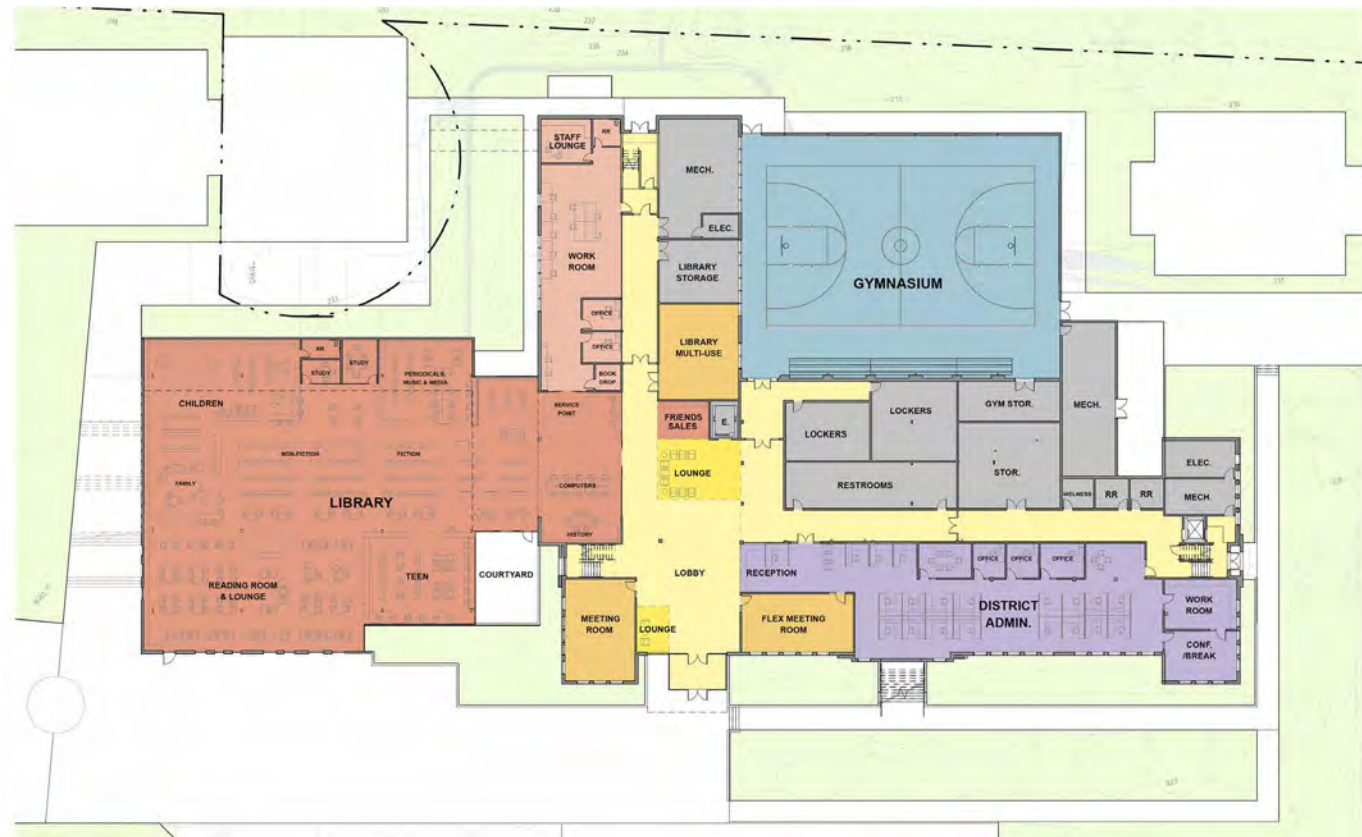 STAFF
LOUNGE
RR
MECH.
ELEC.
WORK
ROOM
LIBRARY
STORAGE
GYMNASIUM
OFFICE
OFFICE
LIBRARY
MULTI-USE
BOOK
DROP
RR
STUDY
STUDY
PERIODICALS,
MUSIC & MEDIA
CHILDREN
SERVICE
POINT
FRIENDS
SALES
E.
LOCKERS
LOCKERS
GYM STOR.
MECH.
NON-FICTION
FICTION
FAMILY
LIBRARY
COMPUTERS
HISTORY
LOUNGE
RESTROOMS
STOR.
ELEC.
MECH.
WELNESS
RR
RR
READING ROOM
& LOUNGE
TEEN
COURTYARD
LOBBY
RECEPTION
OFFICE
OFFICE
OFFICE
MEETING
ROOM
LOUNGE
FLEX MEETING
ROOM
DISTRICT
ADMIN.
WORK
ROOM
CONF.
/BREAK